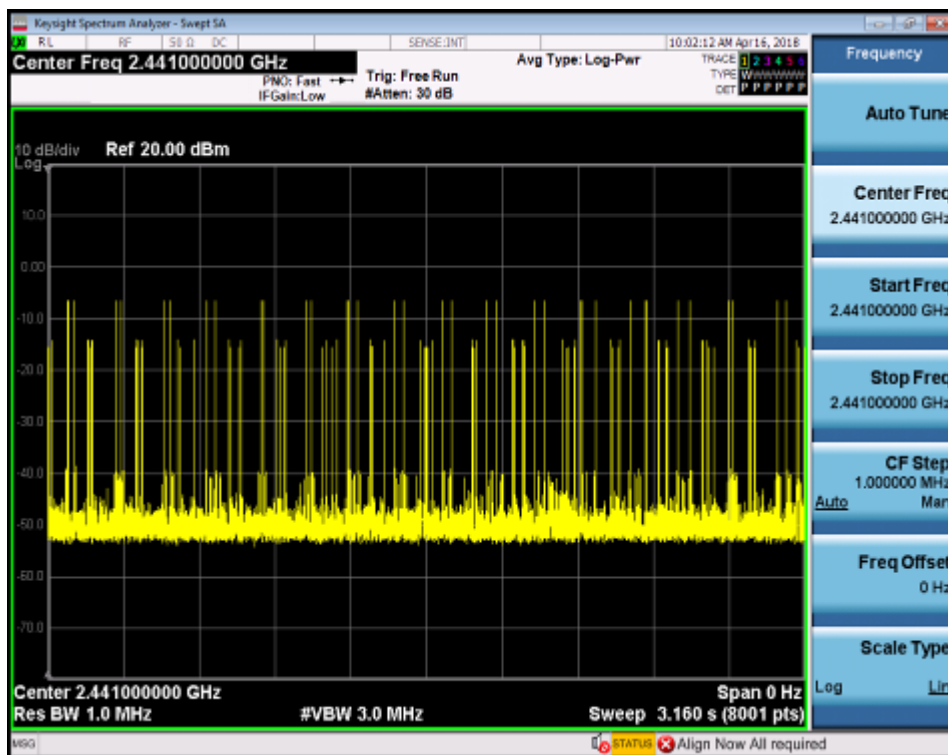 Keysight Spectrum Analyzer - Swept SA
RL RF 50 Ω DC SENSE:INT 10:02:12 AM Apr 16, 2018
Center Freq 2.441000000 GHz
PNO: Fast
IFGain:Low
Trig: Free Run
#Atten: 30 dB
Avg Type: Log-Pwr
TRACE 1 2 3 4 5 6
TYPE W W W W W W
DET P P P P P P
10 dB/div Ref 20.00 dBm
Log
10.0
0.00
-10.0
-20.0
-30.0
-40.0
-50.0
-60.0
-70.0
Center 2.441000000 GHz Span 0 Hz
Res BW 1.0 MHz #VBW 3.0 MHz Sweep 3.160 s (8001 pts)
MSG STATUS Align Now All required
Frequency
Auto Tune
Center Freq
2.441000000 GHz
Start Freq
2.441000000 GHz
Stop Freq
2.441000000 GHz
CF Step
1.000000 MHz
Auto Man
Freq Offset
0 Hz
Scale Type
Log Lin